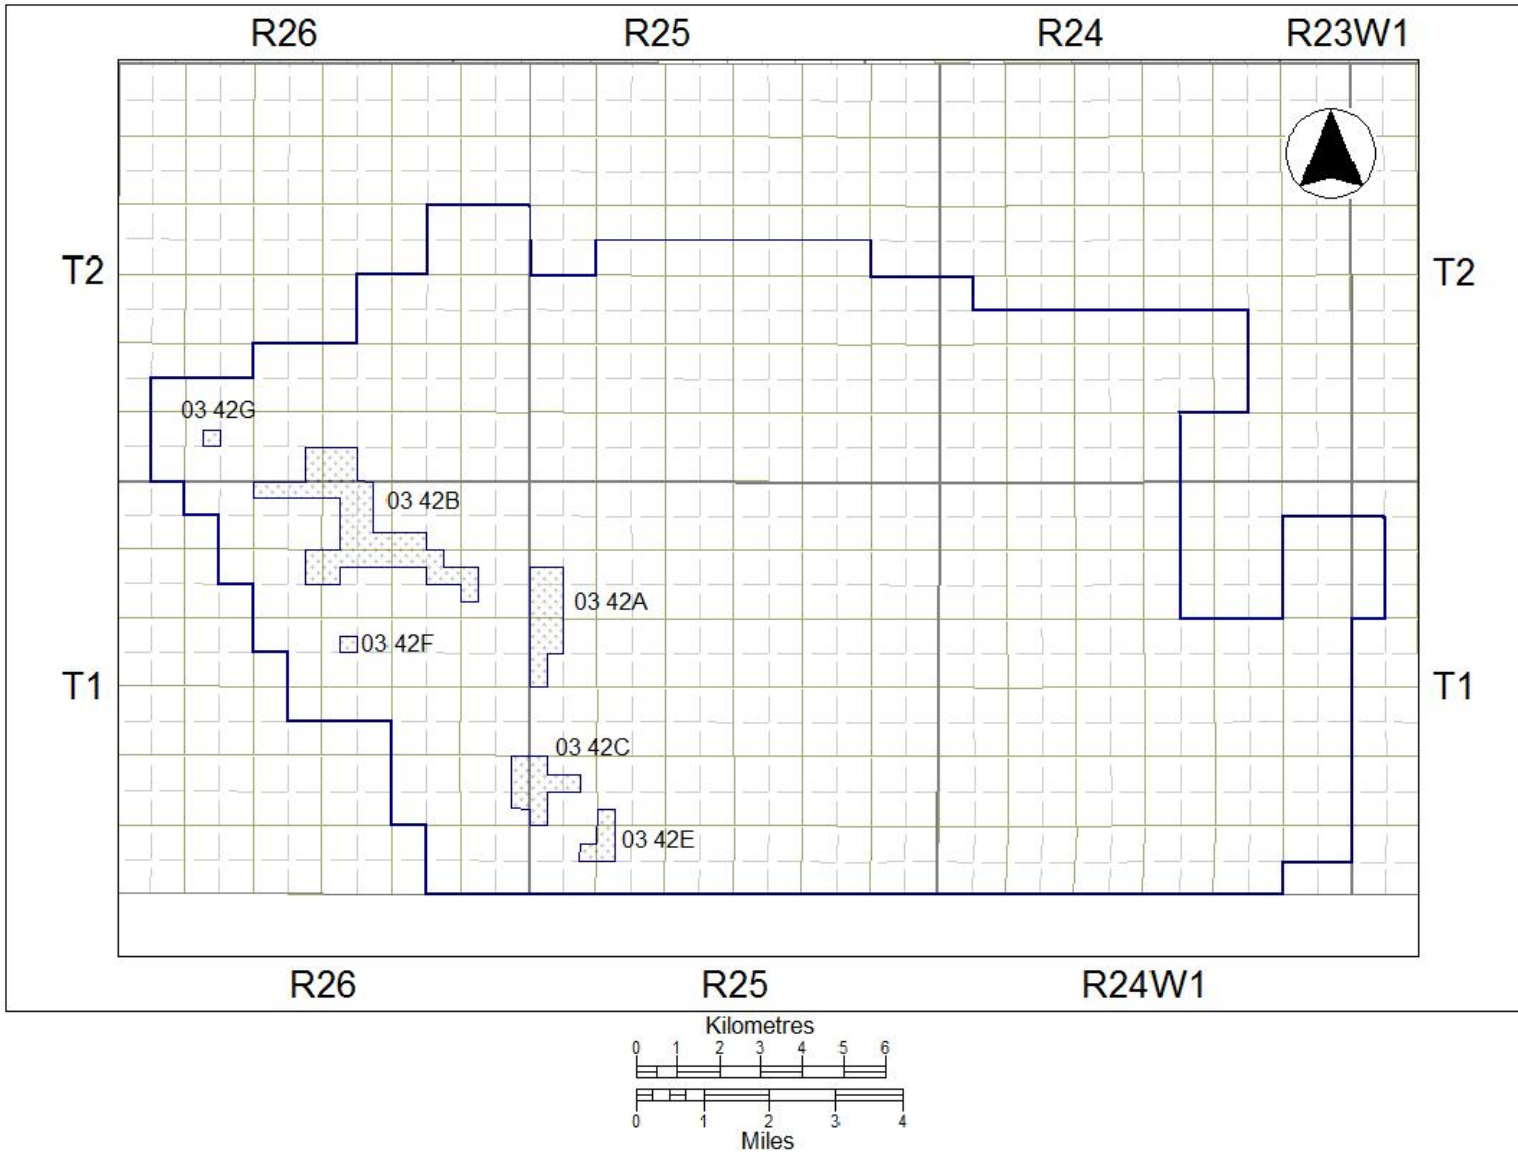 R26 R25 R24 R23W1
T2 T2
03 42G
03 42B
03 42A
03 42F
T1 T1
03 42C
03 42E
R26 R25 R24W1
Kilometres
0 1 2 3 4 5 6
0 1 2 3 4
Miles